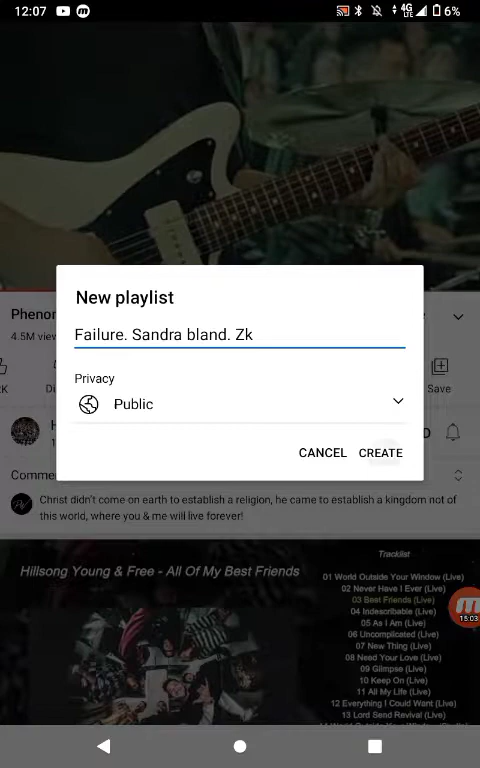 12:07
4G
LTE
6%
New playlist
Failure. Sandra bland. Zk
Privacy
Public
CANCEL CREATE
Phenom
4.5M view
K
Di
Save
Comme
Christ didn't come on earth to establish a religion, he came to establish a kingdom not of
this world, where you & me will live forever!
Hillsong Young & Free - All Of My Best Friends
Tracklist
01 World Outside Your Window (Live)
02 Never Have I Ever (Live)
03 Best Friends (Live)
04 Indescribable (Live)
05 As I Am (Live)
06 Uncomplicated (Live)
07 New Thing (Live)
08 Need Your Love (Live)
09 Glimpse (Live)
10 Keep On (Live)
11 All My Life (Live)
12 Everything I Could Want (Live)
13 Lord Send Revival (Live)
15:03